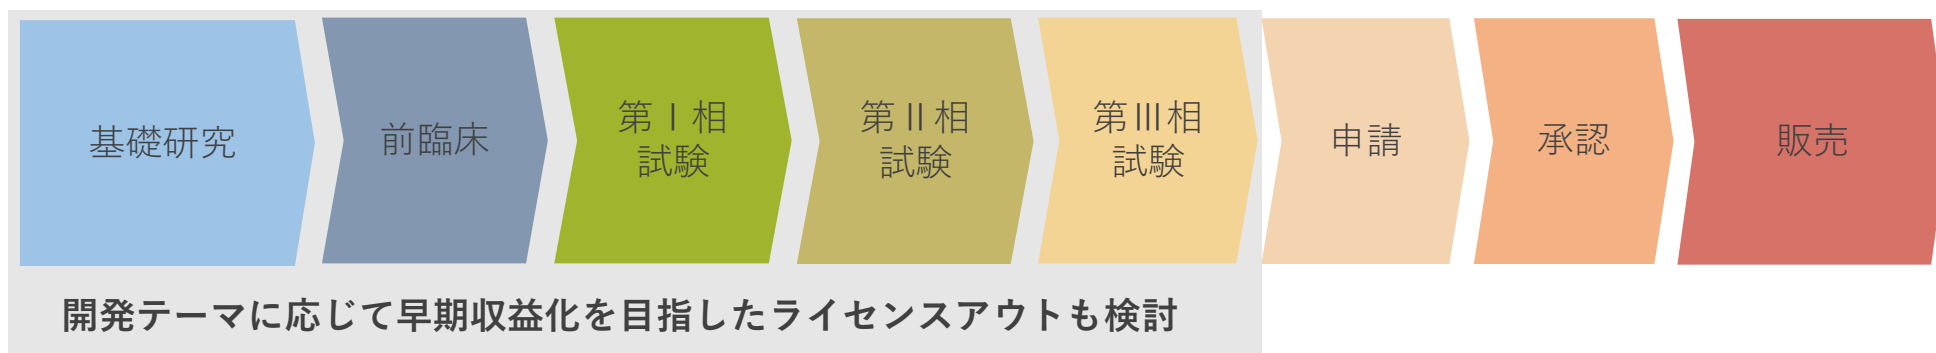 基礎研究
前臨床
第Ⅰ相
試験
第Ⅱ相
試験
第Ⅲ相
試験
申請
承認
販売
開発テーマに応じて早期収益化を目指したライセンスアウトも検討